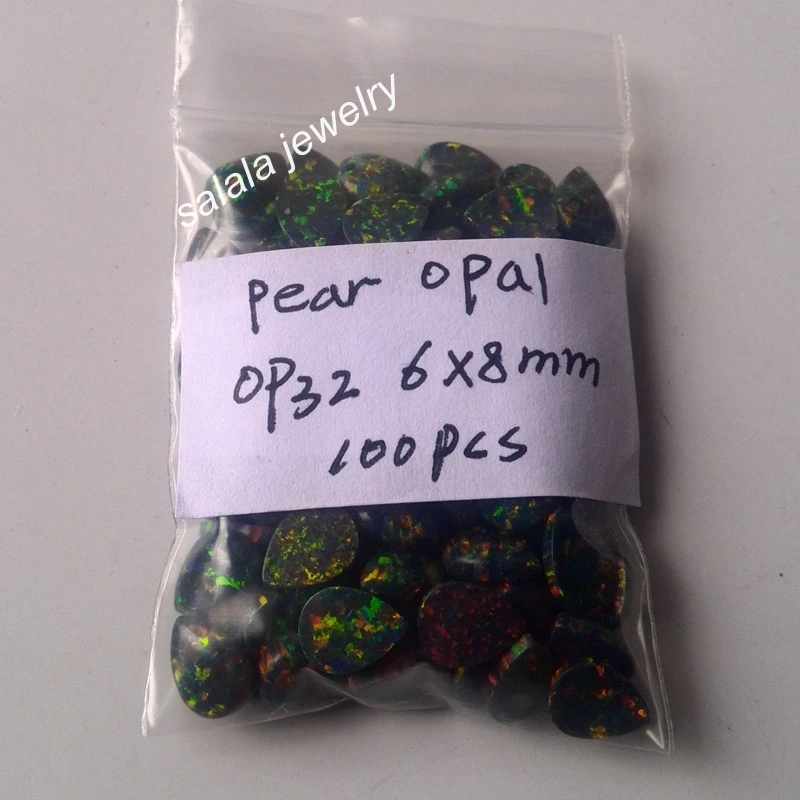 salala jewelry
pear opal
OP32 6x8mm
100pcs